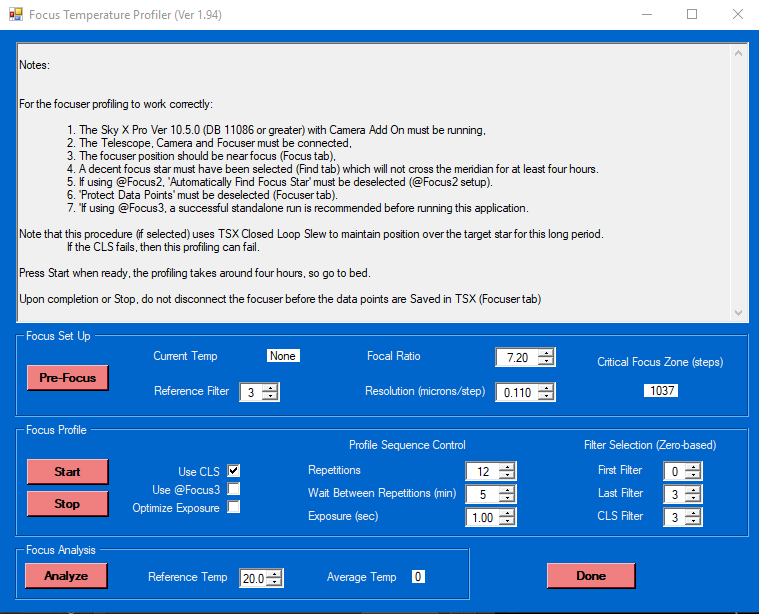 Focus Temperature Profiler (Ver 1.94)
Notes:
For the focuser profiling to work correctly:
1. The Sky X Pro Ver 10.5.0 (DB 11086 or greater) with Camera Add On must be running,
2. The Telescope, Camera and Focuser must be connected,
3. The focuser position should be near focus (Focus tab),
4. A decent focus star must have been selected (Find tab) which will not cross the meridian for at least four hours.
5. If using @Focus2, 'Automatically Find Focus Star' must be deselected (@Focus2 setup).
6. 'Protect Data Points' must be deselected (Focuser tab).
7. 'If using @Focus3, a successful standalone run is recommended before running this application.
Note that this procedure (if selected) uses TSX Closed Loop Slew to maintain position over the target star for this long period.
If the CLS fails, then this profiling can fail.
Press Start when ready, the profiling takes around four hours, so go to bed.
Upon completion or Stop, do not disconnect the focuser before the data points are Saved in TSX (Focuser tab)
Focus Set Up
Pre-Focus
Current Temp None
Focal Ratio 7.20
Critical Focus Zone (steps)
Reference Filter 3
Resolution (microns/step) 0.110
1037
Focus Profile
Profile Sequence Control
Filter Selection (Zero-based)
Start
Use CLS
Repetitions 12
First Filter 0
Use @Focus3
Wait Between Repetitions (min) 5
Last Filter 3
Stop
Optimize Exposure
Exposure (sec) 1.00
CLS Filter 3
Focus Analysis
Analyze
Reference Temp 20.0
Average Temp 0
Done